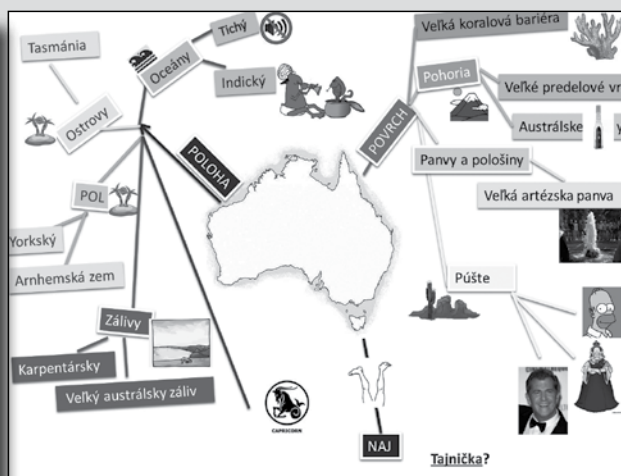 Tasmánia
Ostrovy
Oceány
Tichý
Indický
POLOHA
POL
Yorkský
Arnhemská zem
Zálivy
Karpentársky
Veľký austrálsky záliv
CAPRICORN
NAJ
POVRCH
Veľká koralová bariéra
Pohoria
Veľké predelové vr
Austrálske y
Panvy a pološiny
Veľká artézska panva
Púšte
Tajnička?